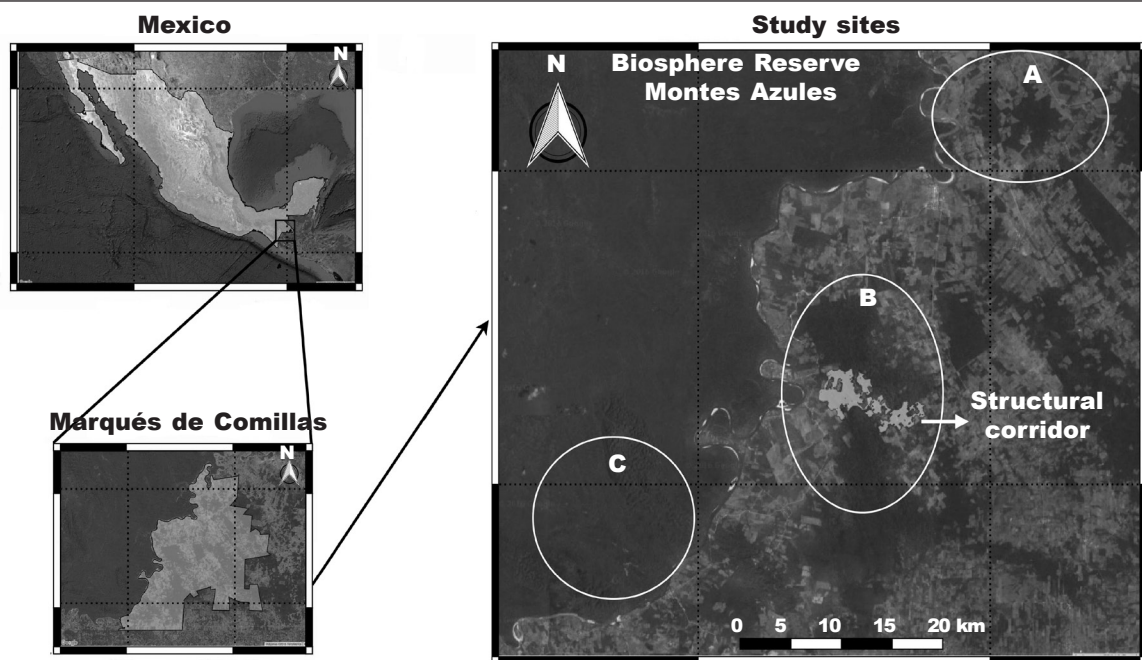 Mexico
N
Marqués de Comillas
N
Study sites
N
Biosphere Reserve
Montes Azules
A
B
Structural
corridor
C
0 5 10 15 20 km